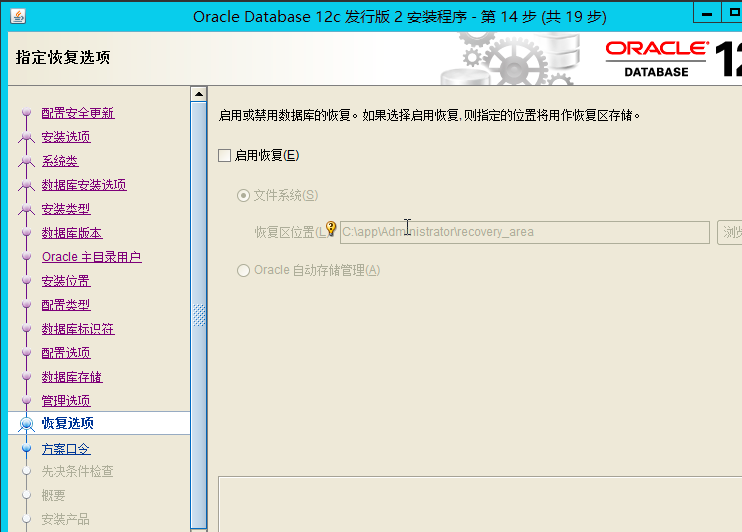 Oracle Database 12c 发行版 2 安装程序 - 第 14 步 (共 19 步)
指定恢复选项
ORACLE
DATABASE
12
配置安全更新
安装选项
系统类
数据库安装选项
安装类型
数据库版本
Oracle 主目录用户
安装位置
配置类型
数据库标识符
配置选项
数据库存储
管理选项
恢复选项
方案口令
先决条件检查
概要
安装产品
启用或禁用数据库的恢复。如果选择启用恢复, 则指定的位置将用作恢复区存储。
启用恢复(E)
文件系统(S)
恢复区位置(L) C:\app\Administrator\recovery_area 浏览
Oracle 自动存储管理(A)